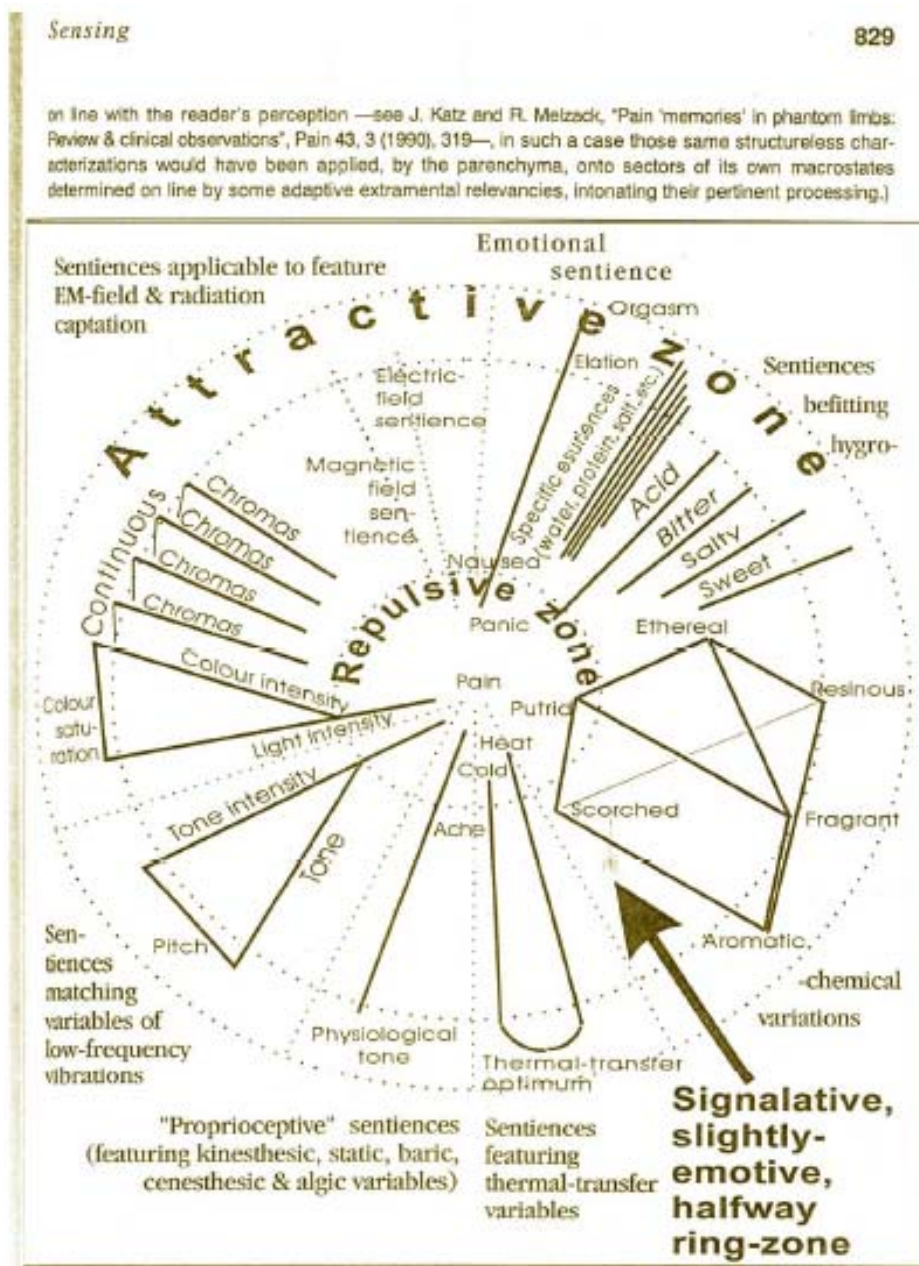 Sensing
829
on line with the reader's perception —see J. Katz and R. Melzack, "Pain 'memories' in phantom limbs:
Review & clinical observations", Pain 43, 3 (1990), 319—, in such a case those same structureless char-
acterizations would have been applied, by the parenchyma, onto sectors of its own macrostates
determined on line by some adaptive extramental relevancies, intonating their pertinent processing.)
Emotional
sentience
Sentiences applicable to feature
EM-field & radiation
captation
Attractive zone
Orgasm
Elation
Electric-
field
sentience
Magnetic
field
sen-
tience
Specific esuriences
(water, protein, salt, etc.)
Sentiences
befitting
hygro-
Acid
Bitter
Salty
Sweet
Continuous
Chromas
Chromas
Chromas
Chromas
Nausea
Repulsive zone
Panic
Ethereal
Colour intensity
Pain
Putrid
Resinous
Colour
satu-
ration
Light intensity
Heat
Cold
Tone intensity
Scorched
Fragrant
Ache
Tone
Pitch
Aromatic
Sen-
tiences
matching
variables of
low-frequency
vibrations
-chemical
variations
Physiological
tone
Thermal-transfer
optimum
"Proprioceptive" sentiences
(featuring kinesthesic, static, baric,
cenesthesic & algic variables)
Sentiences
featuring
thermal-transfer
variables
Signalative,
slightly-
emotive,
halfway
ring-zone